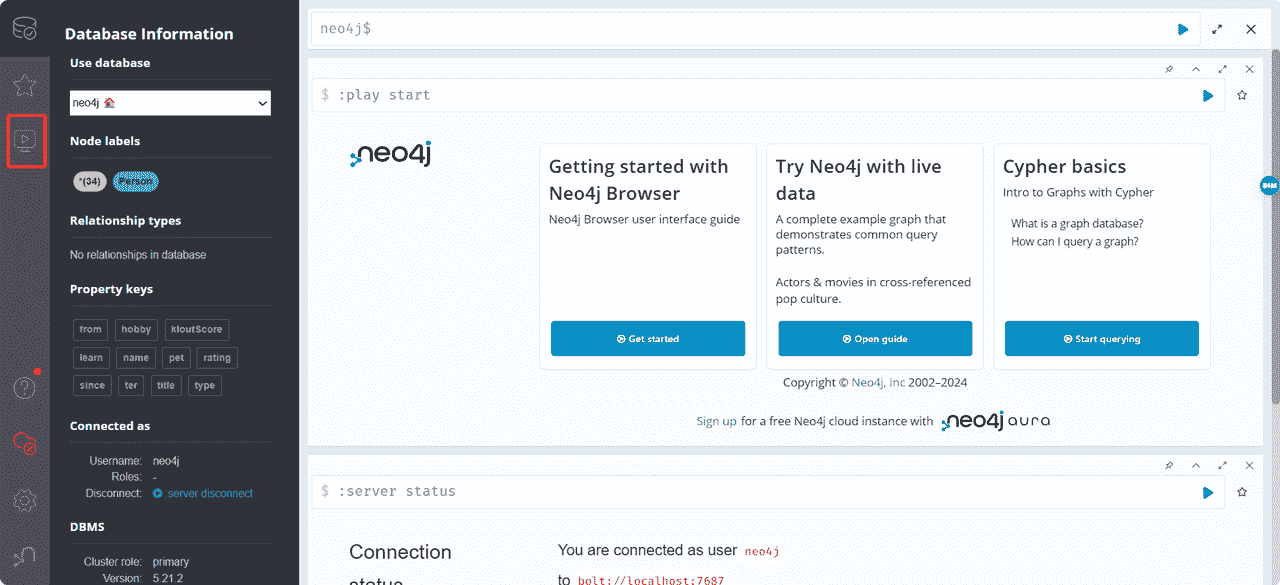 Database Information
Use database
neo4j
Node labels
*(34) Person
Relationship types
No relationships in database
Property keys
from hobby kloutScore
learn name pet rating
since ter title type
Connected as
Username: neo4j
Roles: -
Disconnect: server disconnect
DBMS
Cluster role: primary
Version: 5.21.2
neo4j$
$ :play start
neo4j
Getting started with
Neo4j Browser
Neo4j Browser user interface guide
Get started
Try Neo4j with live
data
A complete example graph that
demonstrates common query
patterns.
Actors & movies in cross-referenced
pop culture.
Open guide
Cypher basics
Intro to Graphs with Cypher
What is a graph database?
How can I query a graph?
Start querying
Copyright © Neo4j, Inc 2002–2024
Sign up for a free Neo4j cloud instance with neo4j aura
$ :server status
Connection
status
You are connected as user neo4j
to bolt://localhost:7687